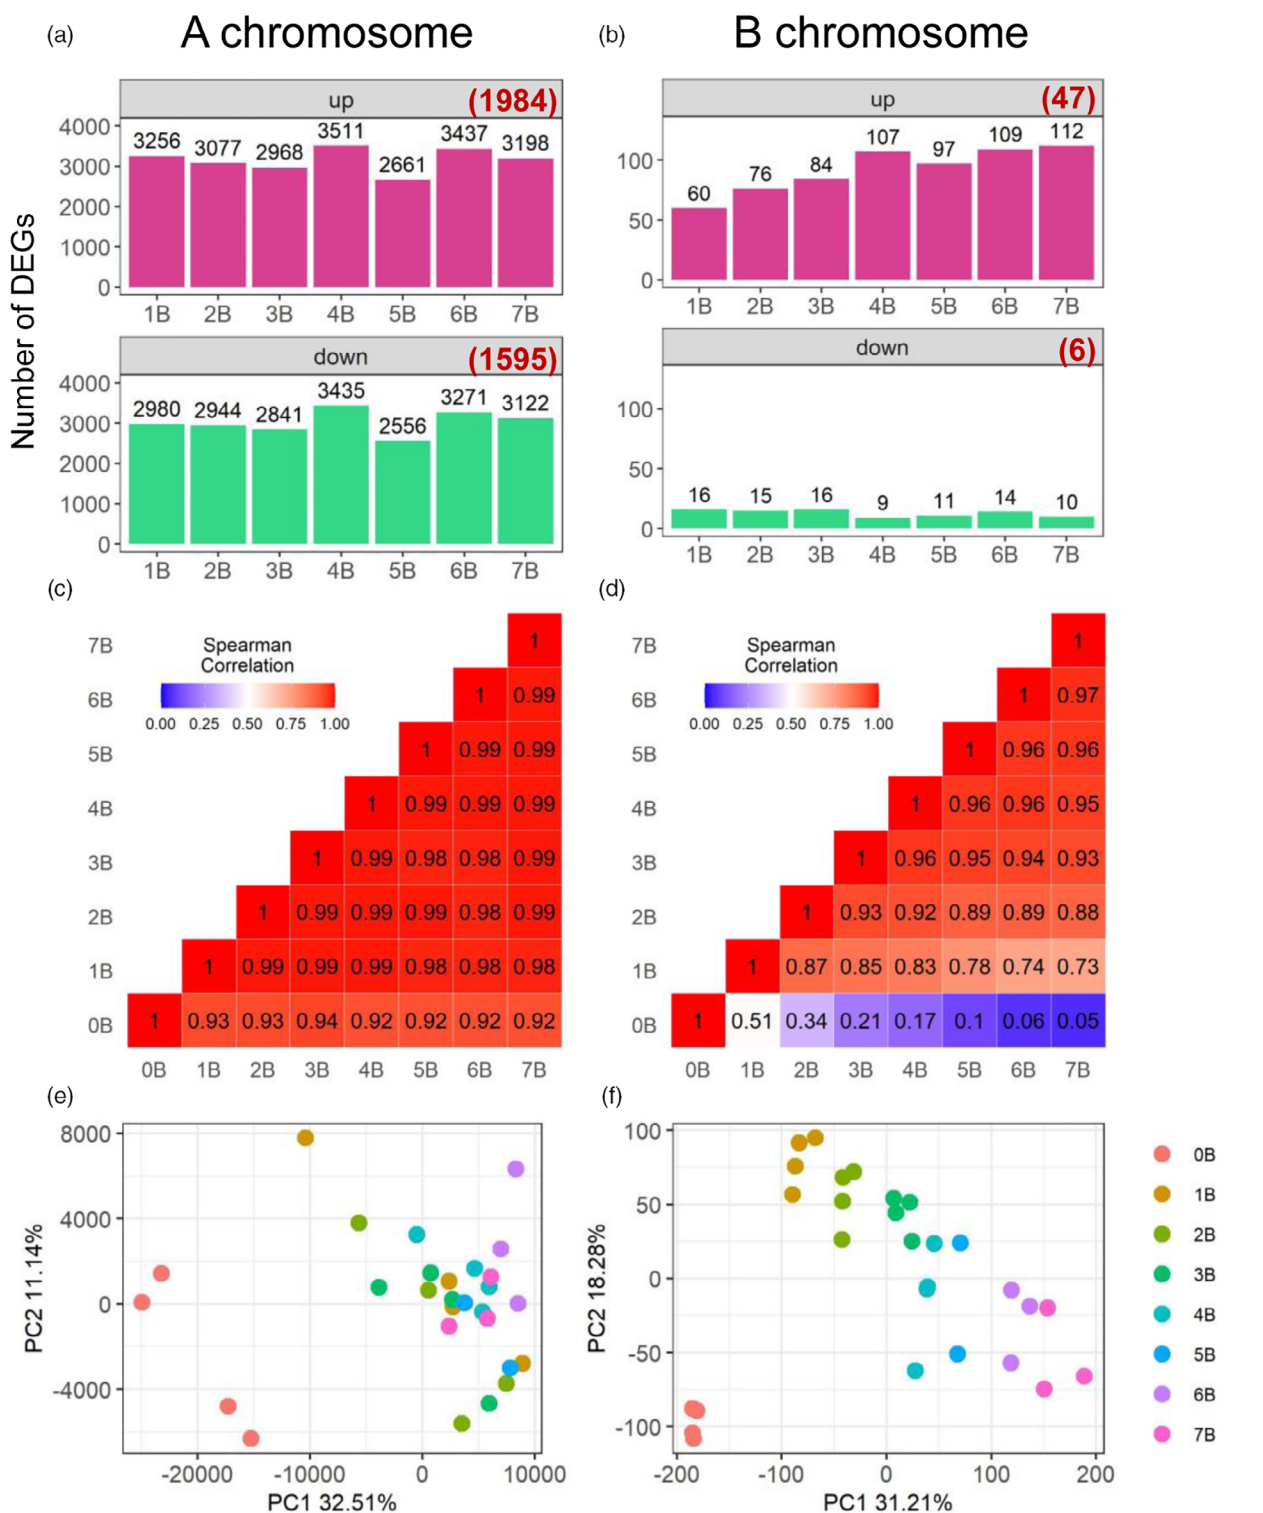 (a) A chromosome
(b) B chromosome
Number of DEGs
up (1984)
4000
3000
2000
1000
0
3256 3077 2968 3511 2661 3437 3198
1B 2B 3B 4B 5B 6B 7B
down (1595)
4000
3000
2000
1000
0
2980 2944 2841 3435 2556 3271 3122
1B 2B 3B 4B 5B 6B 7B
up (47)
100
50
0
60 76 84 107 97 109 112
1B 2B 3B 4B 5B 6B 7B
down (6)
100
50
0
16 15 16 9 11 14 10
1B 2B 3B 4B 5B 6B 7B
(c)
Spearman
Correlation
0.00 0.25 0.50 0.75 1.00
7B 1
6B 1 0.99
5B 1 0.99 0.99
4B 1 0.99 0.99 0.99
3B 1 0.99 0.98 0.98 0.99
2B 1 0.99 0.99 0.99 0.98 0.99
1B 1 0.99 0.99 0.99 0.98 0.98 0.98
0B 1 0.93 0.93 0.94 0.92 0.92 0.92 0.92
0B 1B 2B 3B 4B 5B 6B 7B
(d)
Spearman
Correlation
0.00 0.25 0.50 0.75 1.00
7B 1
6B 1 0.97
5B 1 0.96 0.96
4B 1 0.96 0.96 0.95
3B 1 0.96 0.95 0.94 0.93
2B 1 0.93 0.92 0.89 0.89 0.88
1B 1 0.87 0.85 0.83 0.78 0.74 0.73
0B 1 0.51 0.34 0.21 0.17 0.1 0.06 0.05
0B 1B 2B 3B 4B 5B 6B 7B
(e)
PC2 11.14%
8000
4000
0
-4000
-20000 -10000 0 10000
PC1 32.51%
(f)
PC2 18.28%
100
50
0
-50
-100
-200 -100 0 100 200
PC1 31.21%
0B
1B
2B
3B
4B
5B
6B
7B